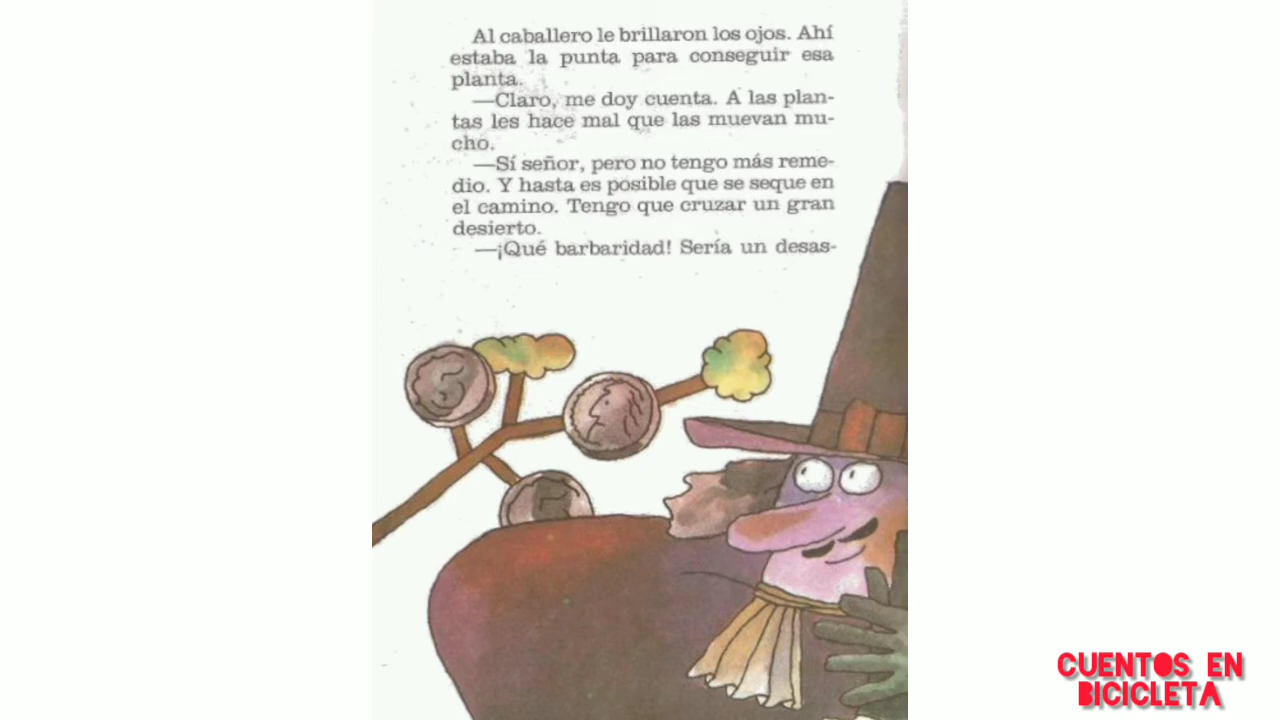 Al caballero le brillaron los ojos. Ahí
estaba la punta para conseguir esa
planta.
—Claro, me doy cuenta. A las plan-
tas les hace mal que las muevan mu-
cho.
—Sí señor, pero no tengo más reme-
dio. Y hasta es posible que se seque en
el camino. Tengo que cruzar un gran
desierto.
—¡Qué barbaridad! Sería un desas-
CUENTOS EN
BICICLETA